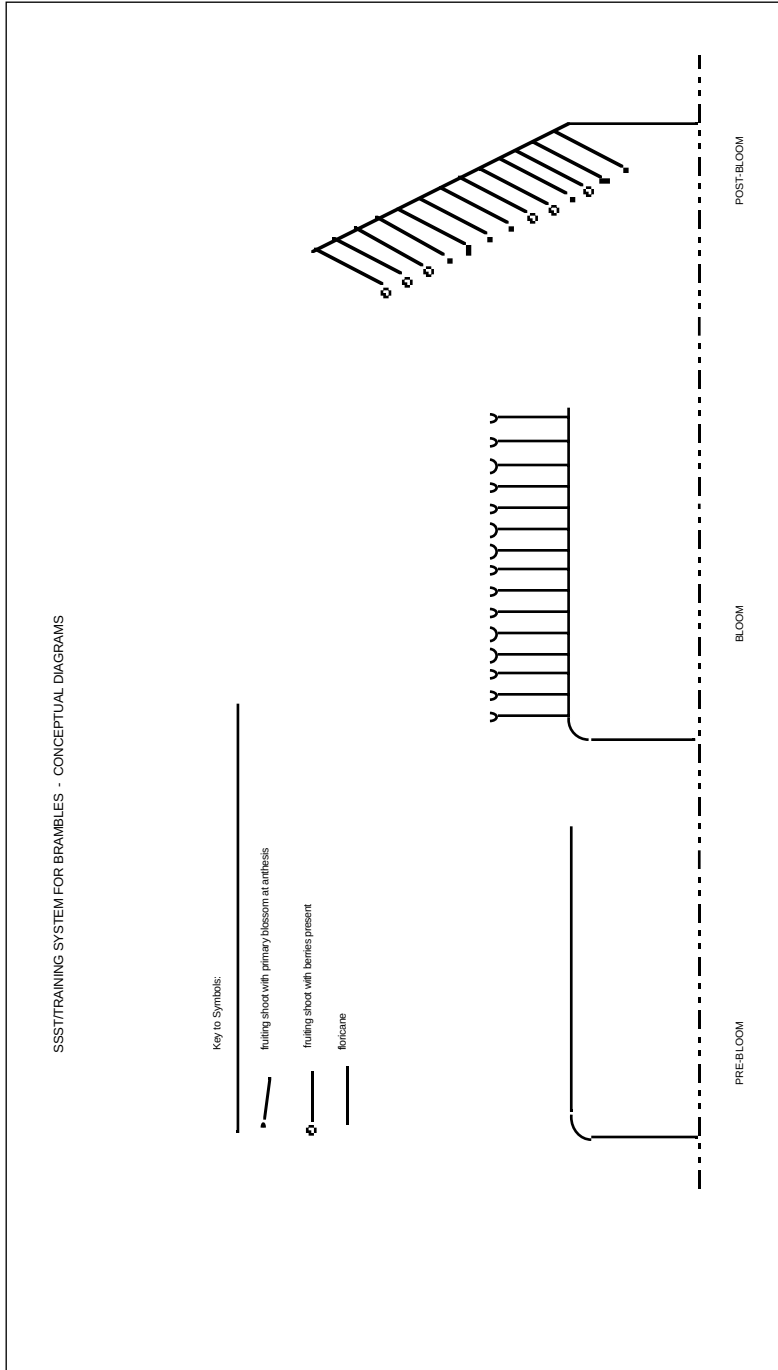 SSST/TRAINING SYSTEM FOR BRAMBLES - CONCEPTUAL DIAGRAMS
Key to Symbols:
fruiting shoot with primary blossom at anthesis
fruiting shoot with berries present
floricane
PRE-BLOOM
BLOOM
POST-BLOOM